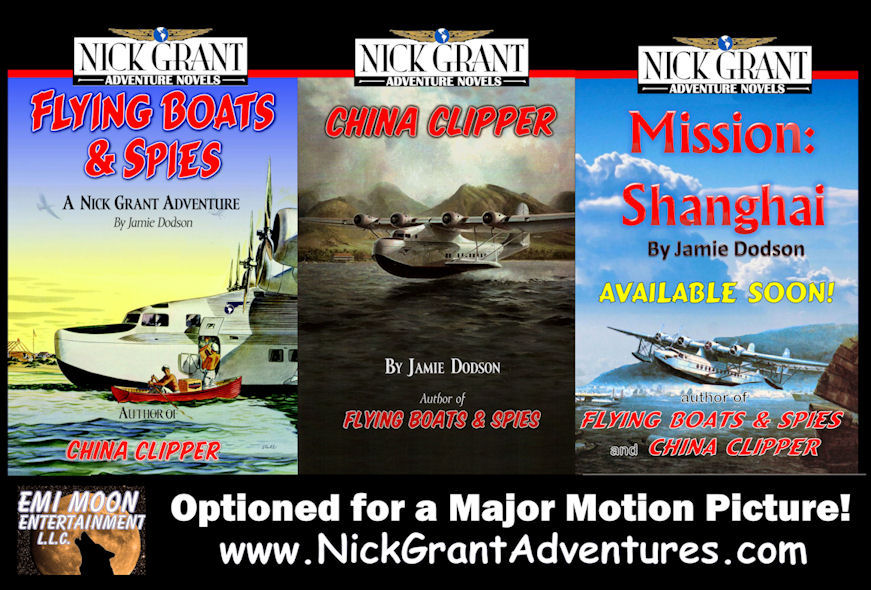 NICK GRANT
ADVENTURE NOVELS
FLYING BOATS
& SPIES
A NICK GRANT ADVENTURE
By Jamie Dodson
AUTHOR OF
CHINA CLIPPER
NICK GRANT
ADVENTURE NOVELS
CHINA CLIPPER
BY JAMIE DODSON
Author of
FLYING BOATS & SPIES
NICK GRANT
ADVENTURE NOVELS
Mission:
Shanghai
By Jamie Dodson
AVAILABLE SOON!
author of
FLYING BOATS & SPIES
and CHINA CLIPPER
EMI MOON
ENTERTAINMENT
L.L.C.
Optioned for a Major Motion Picture!
www.NickGrantAdventures.com